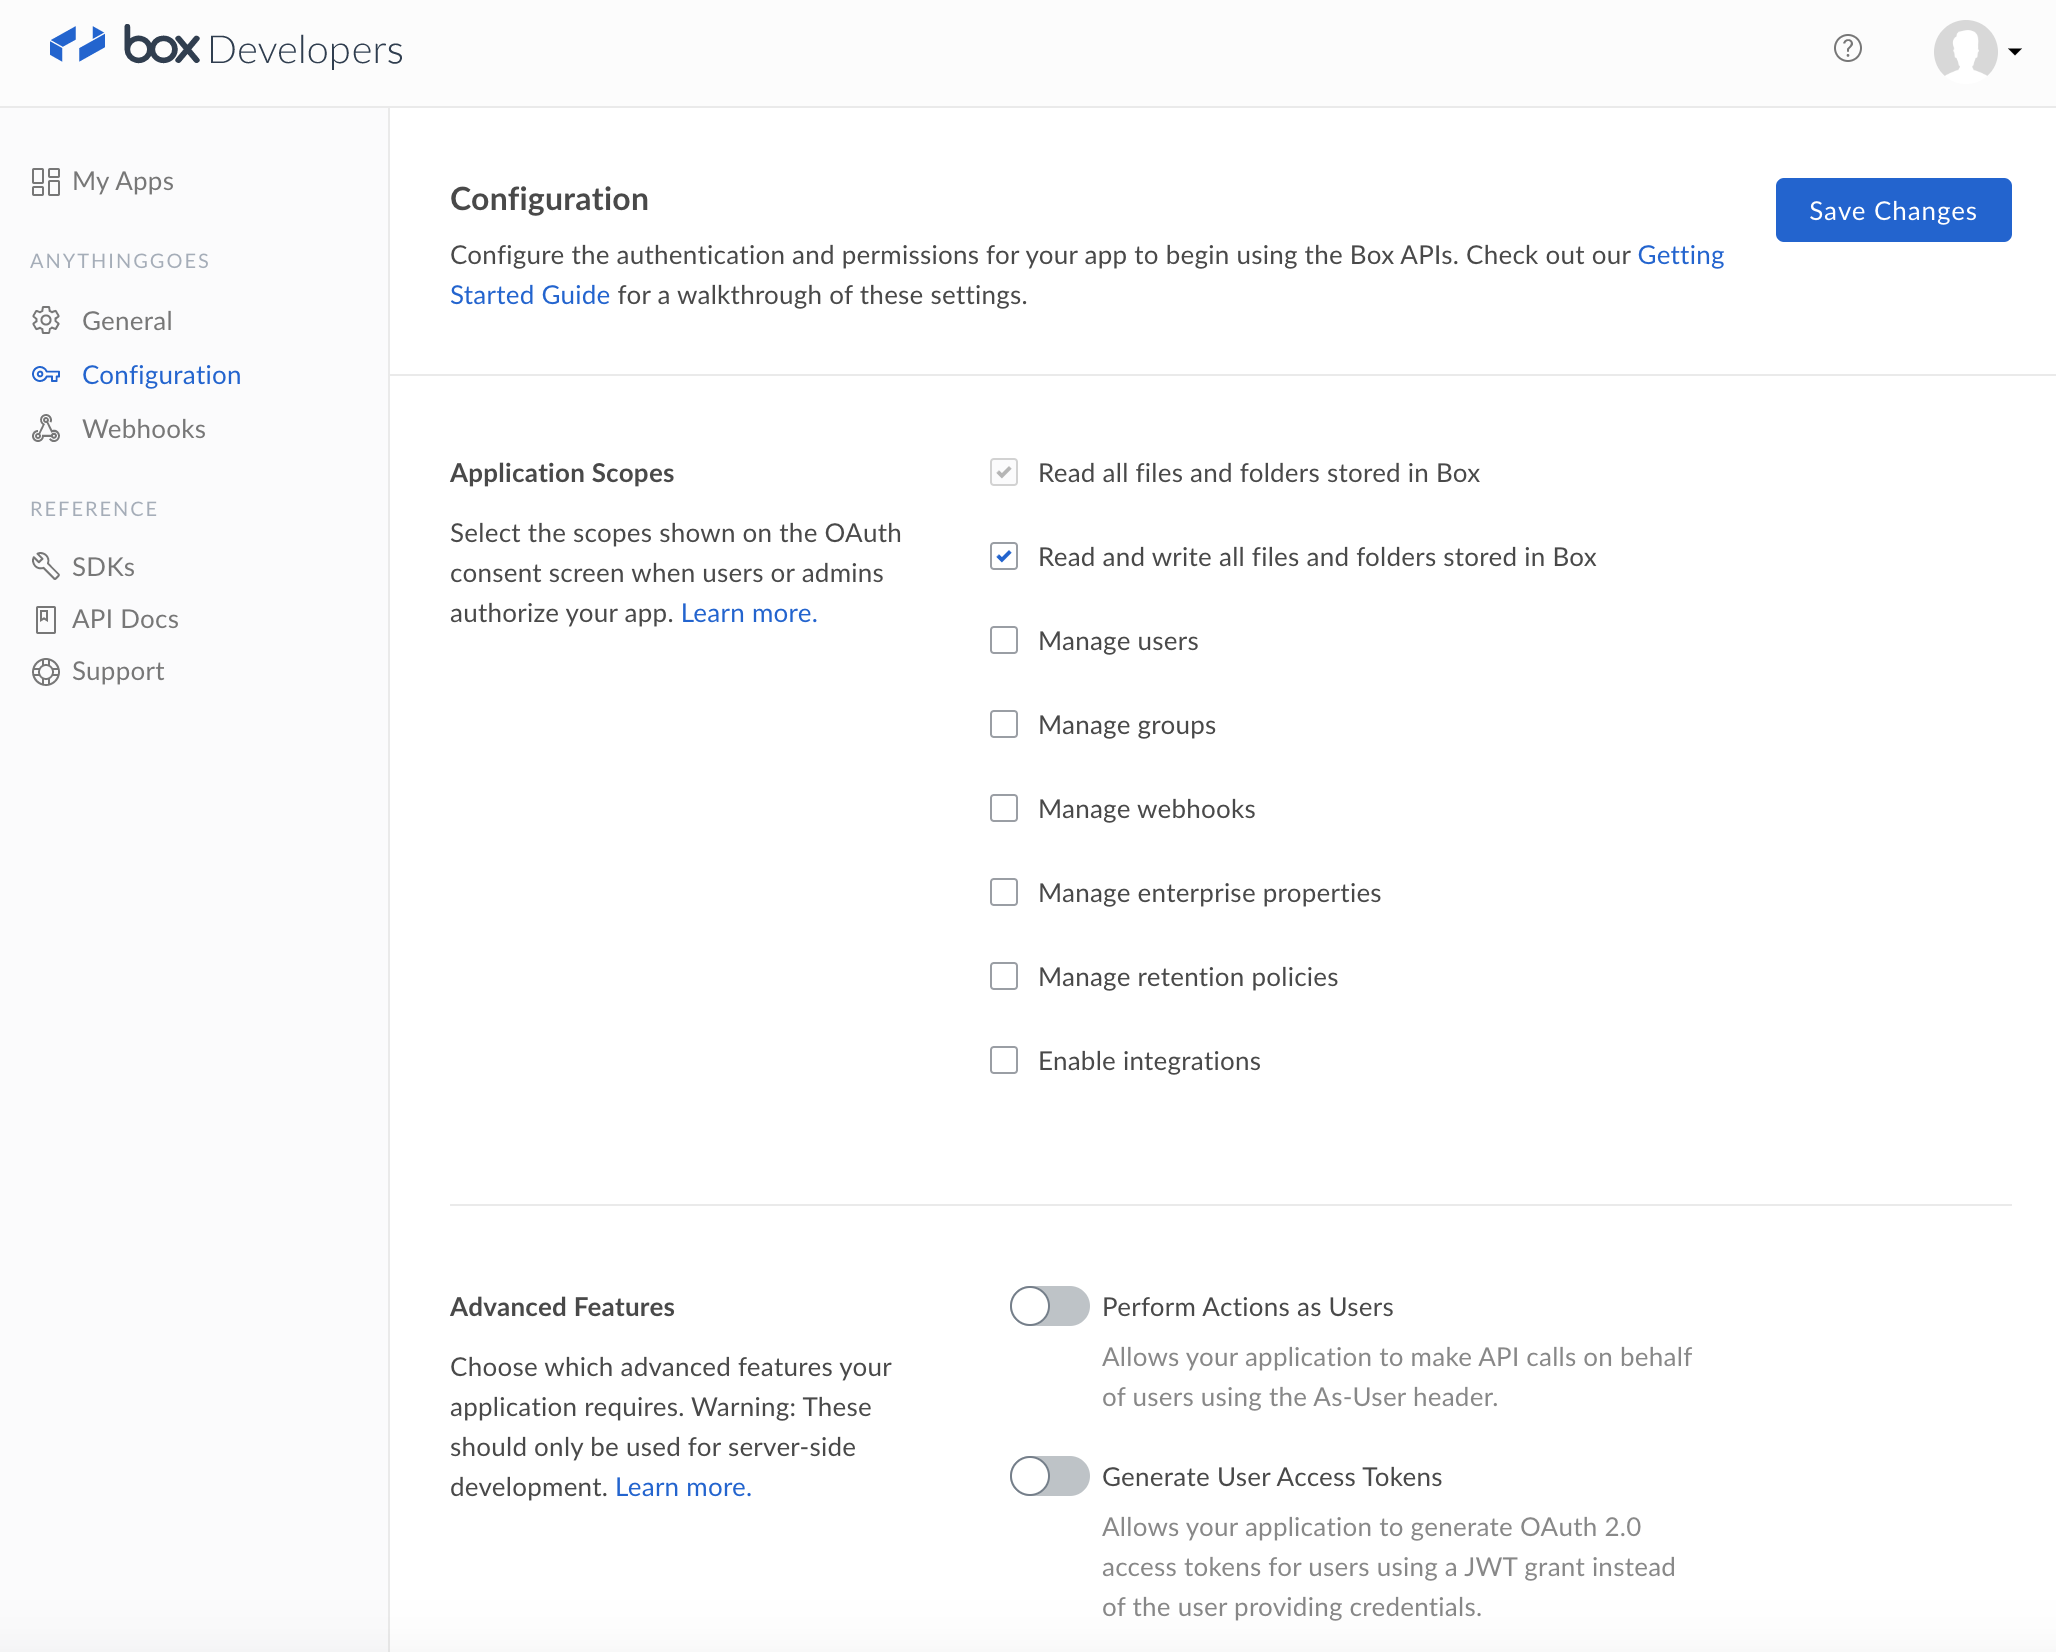 box Developers
My Apps
ANYTHINGGOES
General
Configuration
Webhooks
REFERENCE
SDKs
API Docs
Support
Configuration
Save Changes
Configure the authentication and permissions for your app to begin using the Box APIs. Check out our Getting
Started Guide for a walkthrough of these settings.
Application Scopes
Select the scopes shown on the OAuth
consent screen when users or admins
authorize your app. Learn more.
Read all files and folders stored in Box
Read and write all files and folders stored in Box
Manage users
Manage groups
Manage webhooks
Manage enterprise properties
Manage retention policies
Enable integrations
Advanced Features
Choose which advanced features your
application requires. Warning: These
should only be used for server-side
development. Learn more.
Perform Actions as Users
Allows your application to make API calls on behalf
of users using the As-User header.
Generate User Access Tokens
Allows your application to generate OAuth 2.0
access tokens for users using a JWT grant instead
of the user providing credentials.